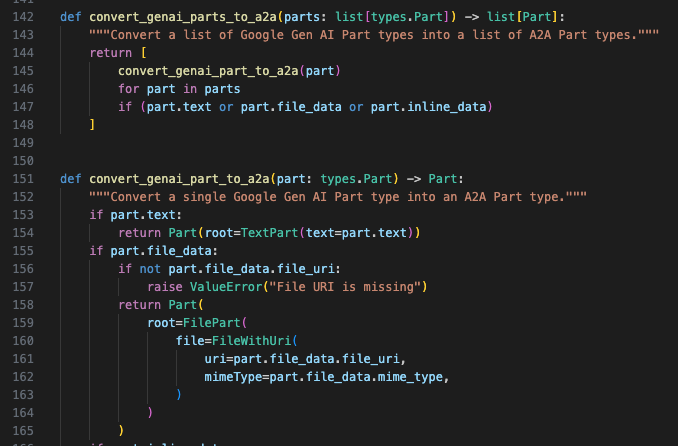 142 def convert_genai_parts_to_a2a(parts: list[types.Part]) -> list[Part]:
143     """Convert a list of Google Gen AI Part types into a list of A2A Part types."""
144     return [
145         convert_genai_part_to_a2a(part)
146         for part in parts
147         if (part.text or part.file_data or part.inline_data)
148     ]
149
150
151 def convert_genai_part_to_a2a(part: types.Part) -> Part:
152     """Convert a single Google Gen AI Part type into an A2A Part type."""
153     if part.text:
154         return Part(root=TextPart(text=part.text))
155     if part.file_data:
156         if not part.file_data.file_uri:
157             raise ValueError("File URI is missing")
158         return Part(
159             root=FilePart(
160                 file=FileWithUri(
161                     uri=part.file_data.file_uri,
162                     mimeType=part.file_data.mime_type,
163                 )
164             )
165         )